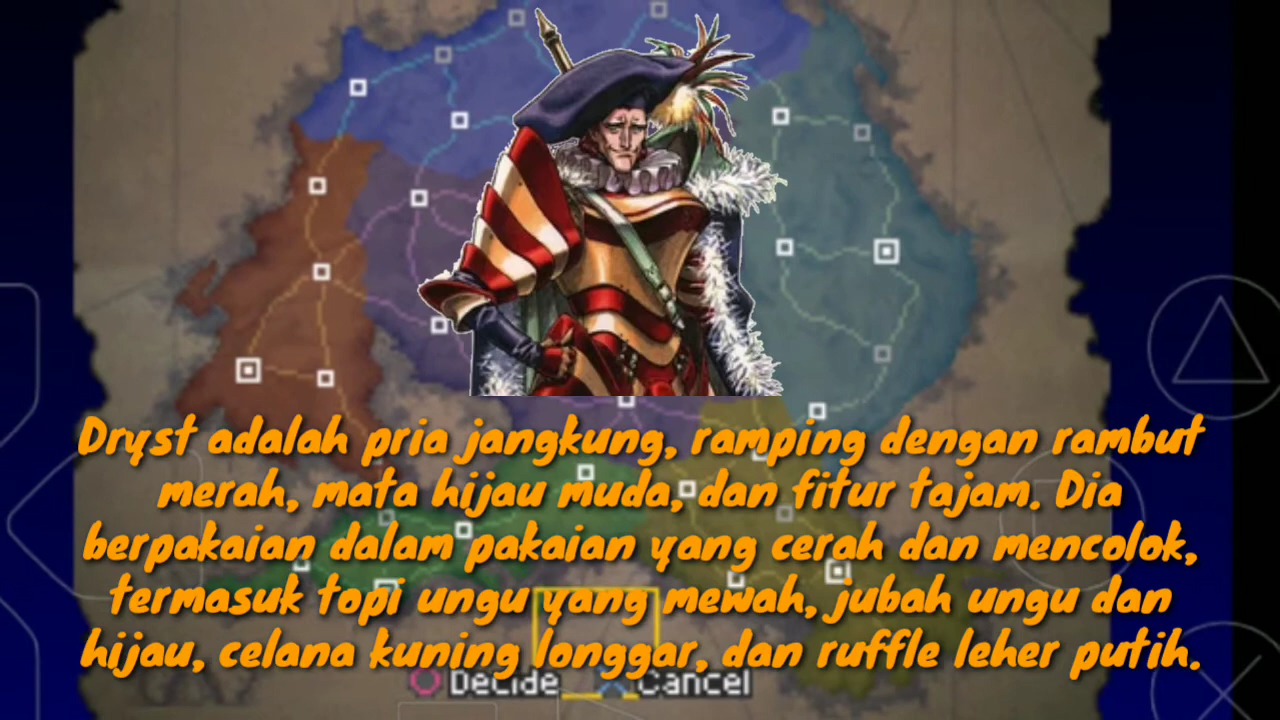 Dryst adalah pria jangkung, ramping dengan rambut
merah, mata hijau muda, dan fitur tajam. Dia
berpakaian dalam pakaian yang cerah dan mencolok,
termasuk topi ungu yang mewah, jubah ungu dan
hijau, celana kuning longgar, dan ruffle leher putih.
Decide Cancel